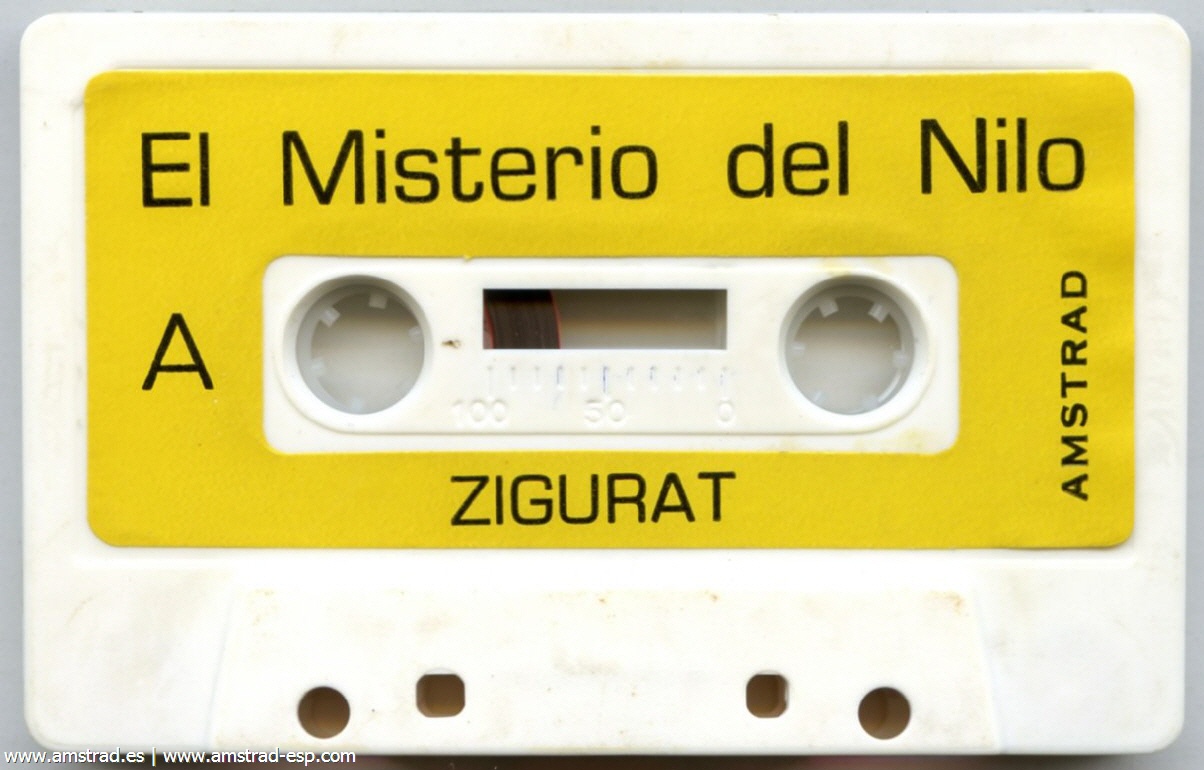 El Misterio del Nilo
A
AMSTRAD
100 50 0
ZIGURAT
www.amstrad.es | www.amstrad-esp.com